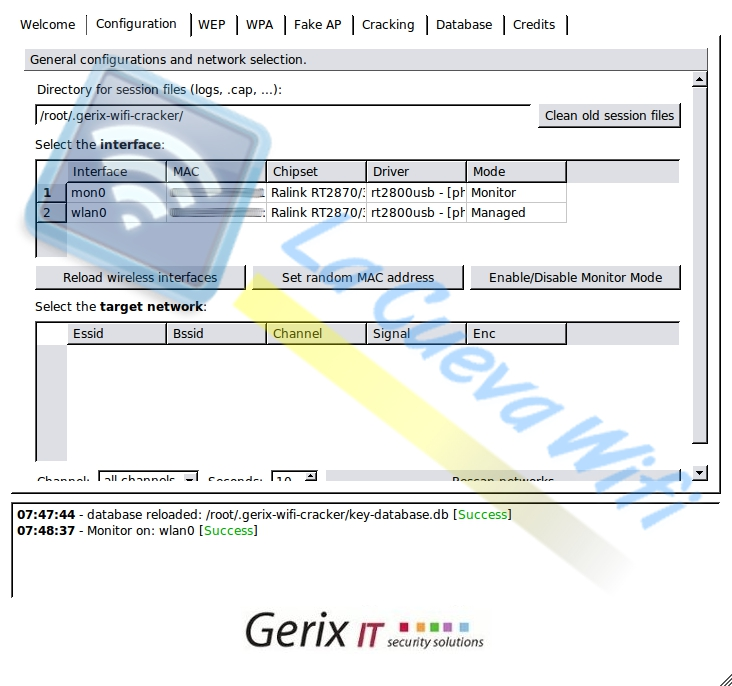 Welcome Configuration WEP WPA Fake AP Cracking Database Credits
General configurations and network selection.
Directory for session files (logs, .cap, ...):
/root/.gerix-wifi-cracker/ Clean old session files
Select the interface:
Interface MAC Chipset Driver Mode
1 mon0 Ralink RT2870/3 rt2800usb - [ph Monitor
2 wlan0 Ralink RT2870/3 rt2800usb - [ph Managed
Reload wireless interfaces Set random MAC address Enable/Disable Monitor Mode
Select the target network:
Essid Bssid Channel Signal Enc
Channel: all channels Seconds: 10 Rescan networks
07:47:44 - database reloaded: /root/.gerix-wifi-cracker/key-database.db [Success]
07:48:37 - Monitor on: wlan0 [Success]
La Cueva Wifi
Gerix IT security solutions